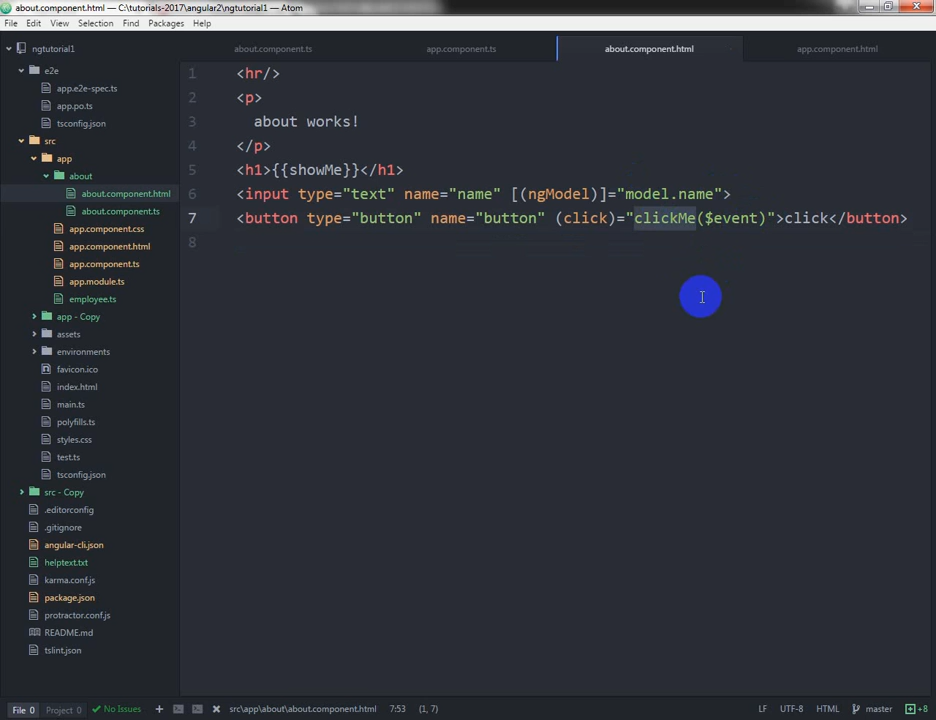 about.component.html — C:\tutorials-2017\angular2\ngtutorial1 — Atom
File Edit View Selection Find Packages Help
ngtutorial1
about.component.ts
app.component.ts
about.component.html
app.component.html
e2e
app.e2e-spec.ts
app.po.ts
tsconfig.json
src
app
about
about.component.html
about.component.ts
app.component.css
app.component.html
app.component.ts
app.module.ts
employee.ts
app - Copy
assets
environments
favicon.ico
index.html
main.ts
polyfills.ts
styles.css
test.ts
tsconfig.json
src - Copy
.editorconfig
.gitignore
angular-cli.json
helptext.txt
karma.conf.js
package.json
protractor.conf.js
README.md
tslint.json
1 <hr/>
2 <p>
3 about works!
4 </p>
5 <h1>{{showMe}}</h1>
6 <input type="text" name="name" [(ngModel)]="model.name">
7 <button type="button" name="button" (click)="clickMe($event)">click</button>
8
File 0 Project 0 No Issues src\app\about\about.component.html 7:53 (1, 7) LF UTF-8 HTML master +8